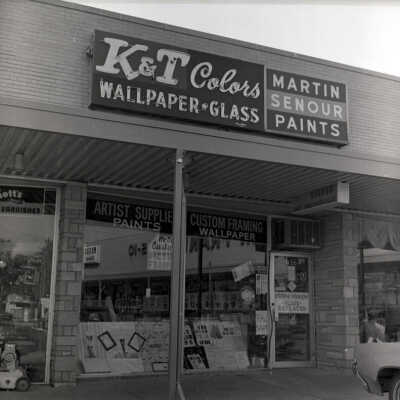 K&T Colors
WALLPAPER • GLASS
MARTIN
SENOUR
PAINTS
ARTIST SUPPLIES
PAINTS
CUSTOM FRAMING
WALLPAPER